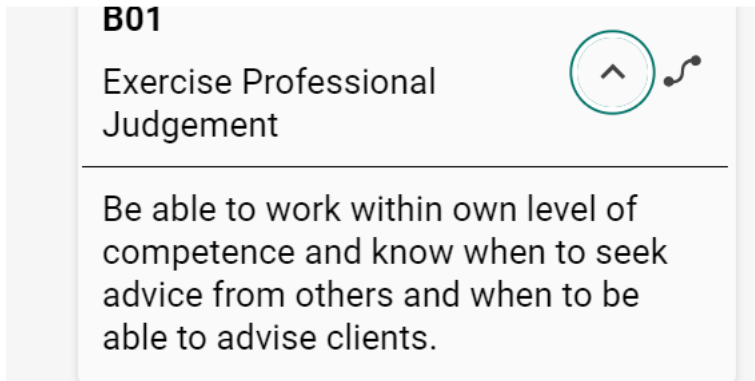 B01
Exercise Professional
Judgement
Be able to work within own level of
competence and know when to seek
advice from others and when to be
able to advise clients.